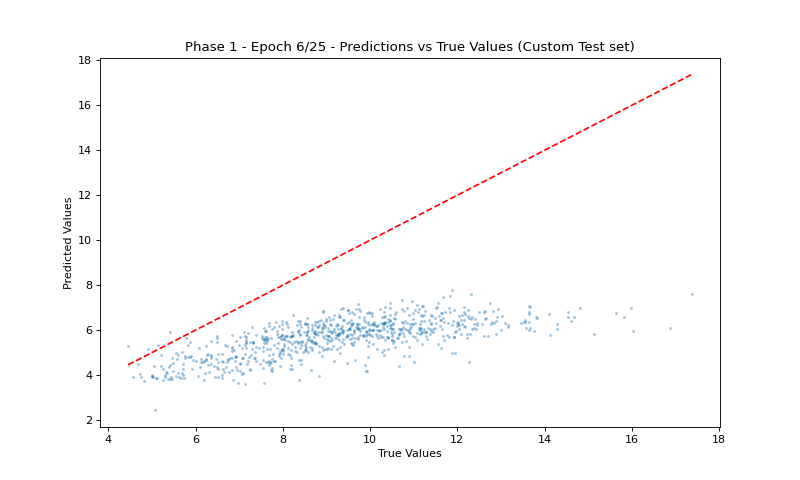 Phase 1 - Epoch 6/25 - Predictions vs True Values (Custom Test set)
18
16
14
12
10
8
6
4
2
Predicted Values
4 6 8 10 12 14 16 18
True Values